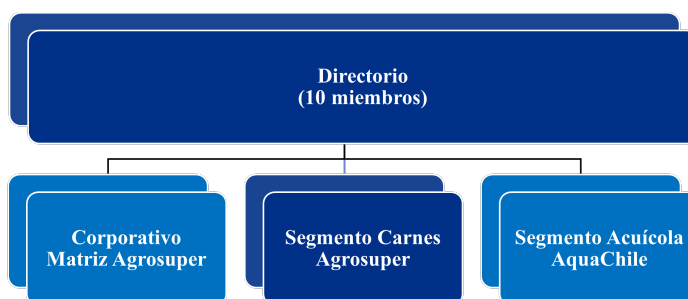 Directorio
(10 miembros)
Corporativo
Matriz Agrosuper
Segmento Carnes
Agrosuper
Segmento Acuícola
AquaChile